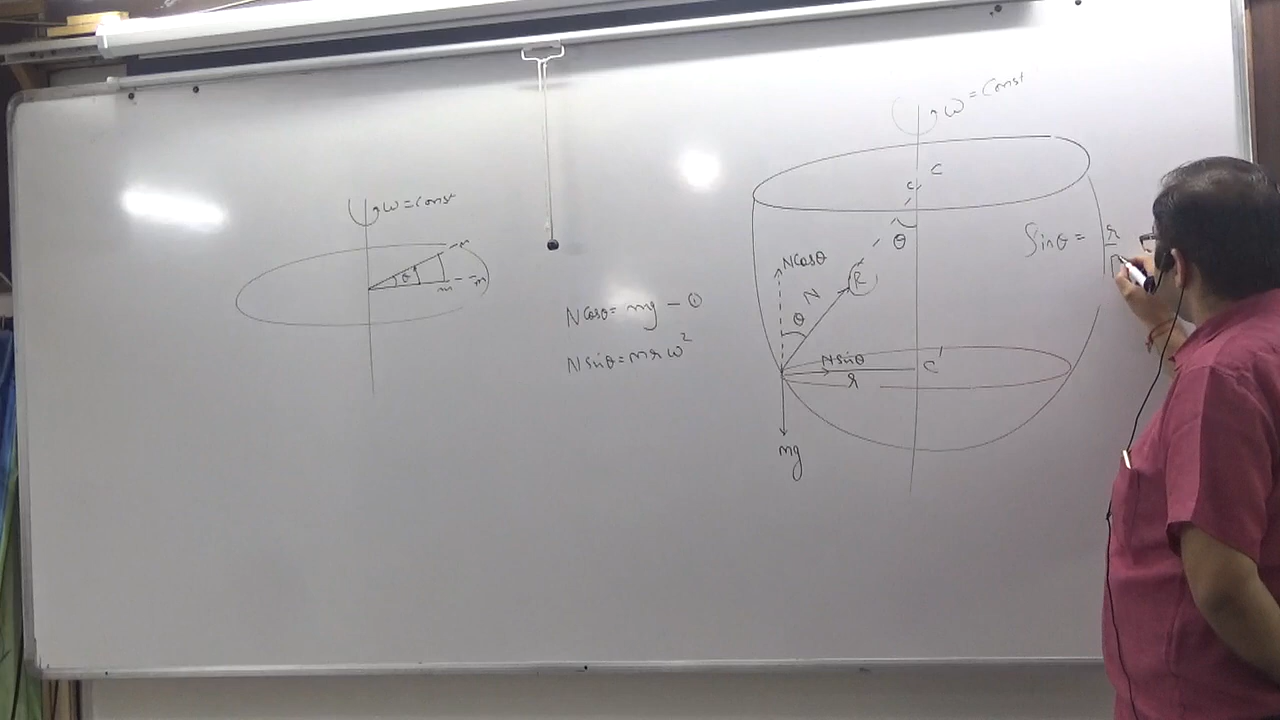 ω = Const
ω = const
C
C
θ
Sinθ = r
NCosθ
θ
m
m
R
N
θ
NCosθ = mg – ①
NSinθ = mrω²
NSinθ
C'
r
mg